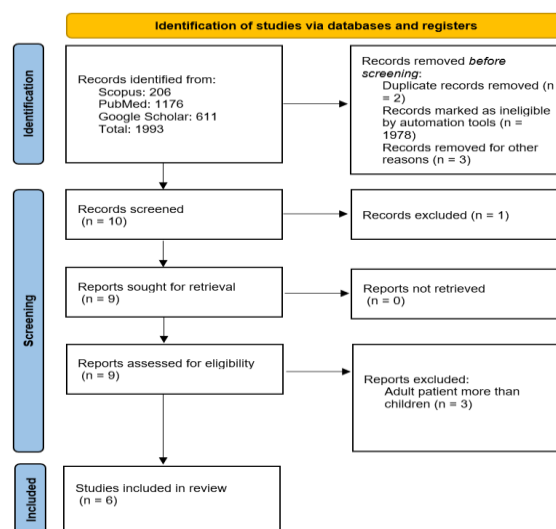 Identification of studies via databases and registers
Identification
Records identified from:
Scopus: 206
PubMed: 1176
Google Scholar: 611
Total: 1993
Records removed before
screening:
Duplicate records removed (n
= 2)
Records marked as ineligible
by automation tools (n =
1978)
Records removed for other
reasons (n = 3)
Screening
Records screened
(n = 10)
Records excluded (n = 1)
Reports sought for retrieval
(n = 9)
Reports not retrieved
(n = 0)
Reports assessed for eligibility
(n = 9)
Reports excluded:
Adult patient more than
children (n = 3)
Included
Studies included in review
(n = 6)